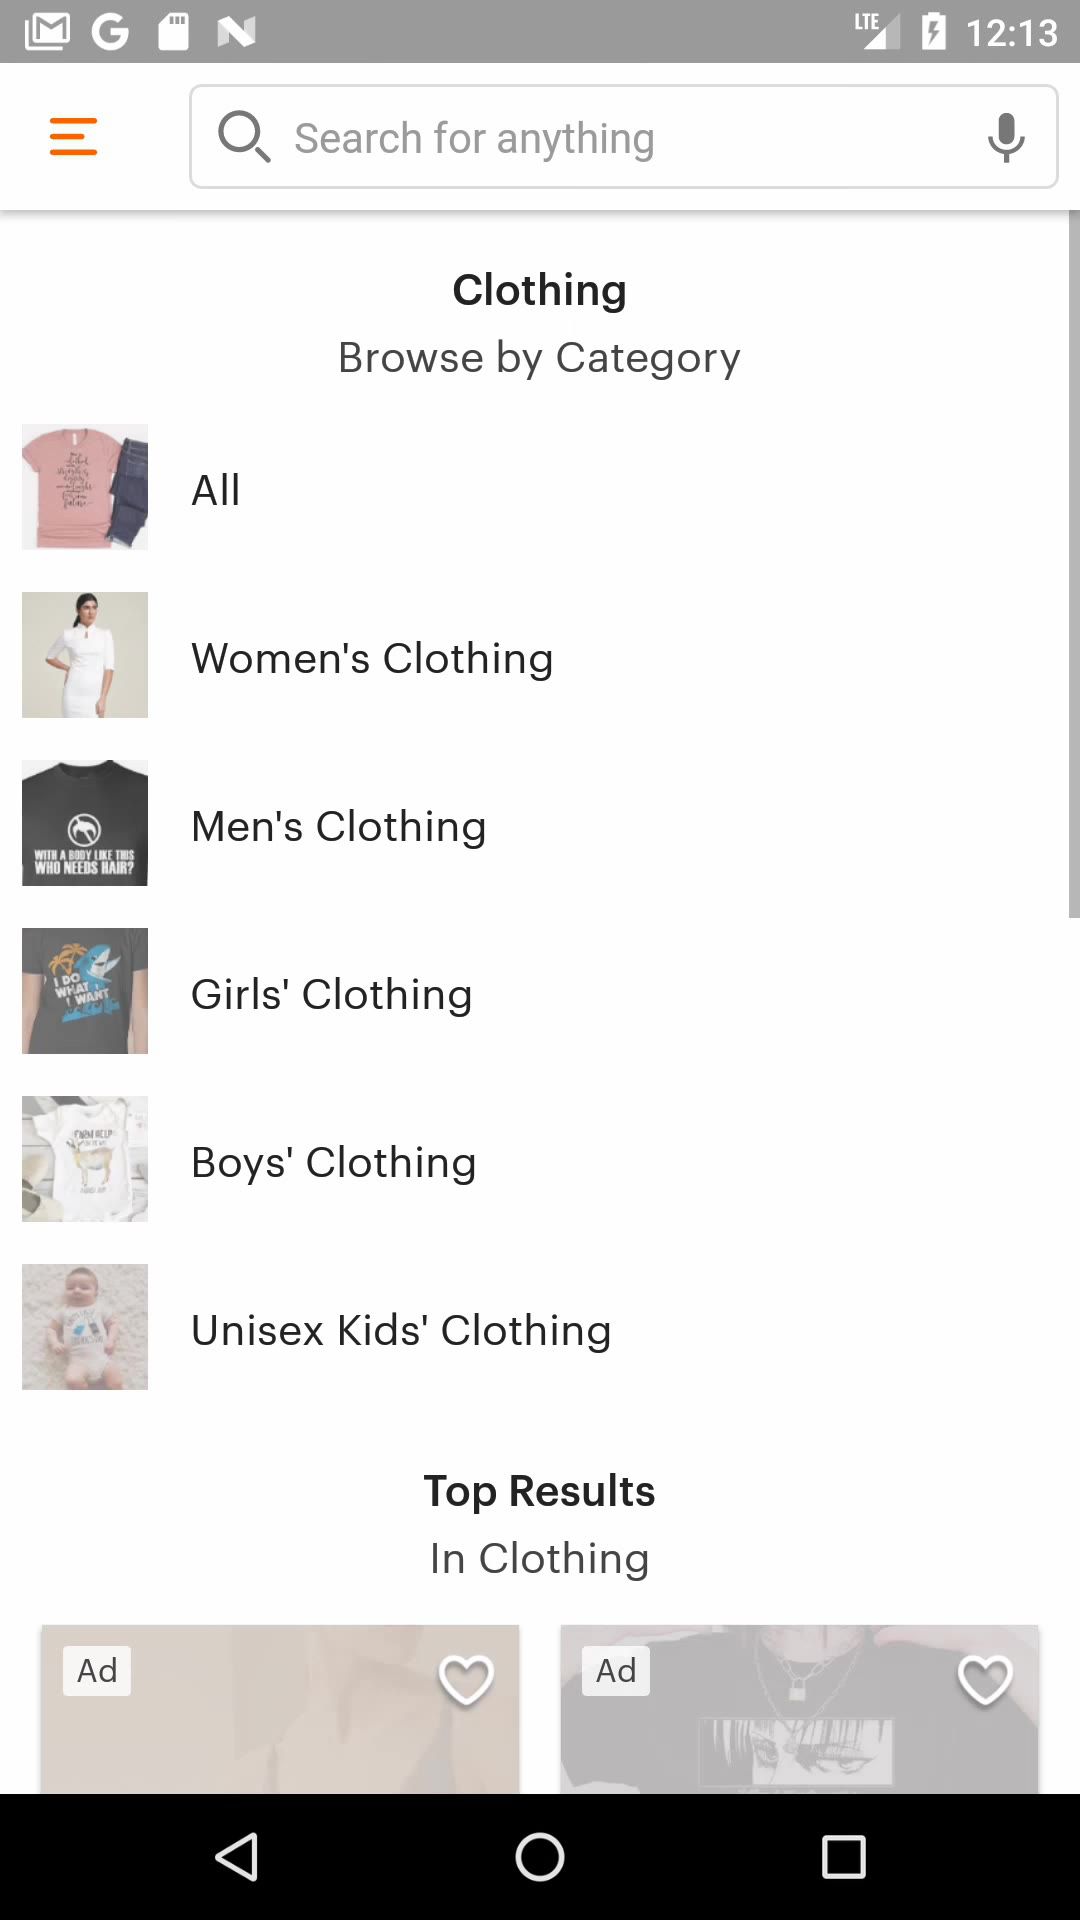 LTE 12:13
Search for anything
Clothing
Browse by Category
All
Women's Clothing
WITH A BODY LIKE THIS
WHO NEEDS HAIR?
Men's Clothing
I DO
WHAT
I WANT
Girls' Clothing
FARM HELP
Boys' Clothing
Unisex Kids' Clothing
Top Results
In Clothing
Ad
Ad